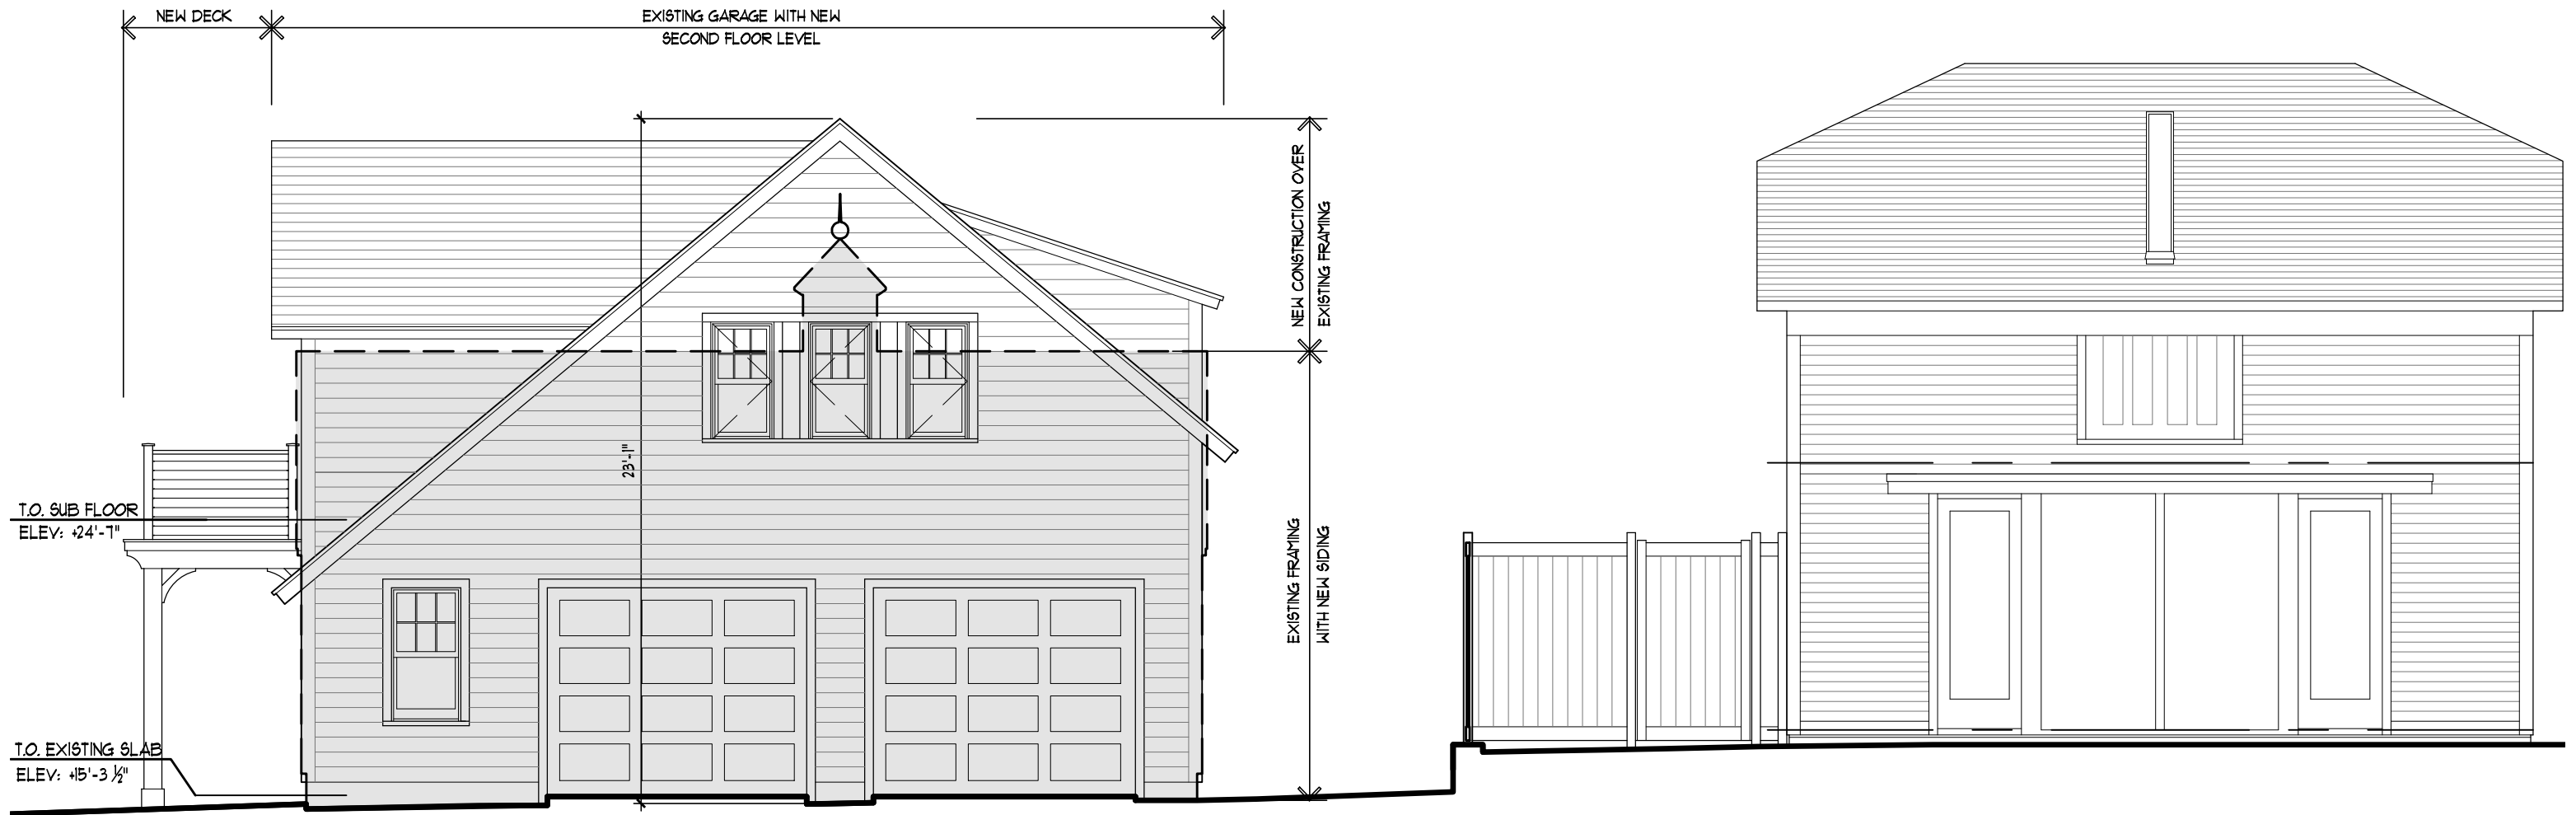 NEW DECK
EXISTING GARAGE WITH NEW
SECOND FLOOR LEVEL
NEW CONSTRUCTION OVER
EXISTING FRAMING
23'-1"
T.O. SUB FLOOR
ELEV: +24'-7"
EXISTING FRAMING
WITH NEW SIDING
T.O. EXISTING SLAB
ELEV: +15'-3 ½"